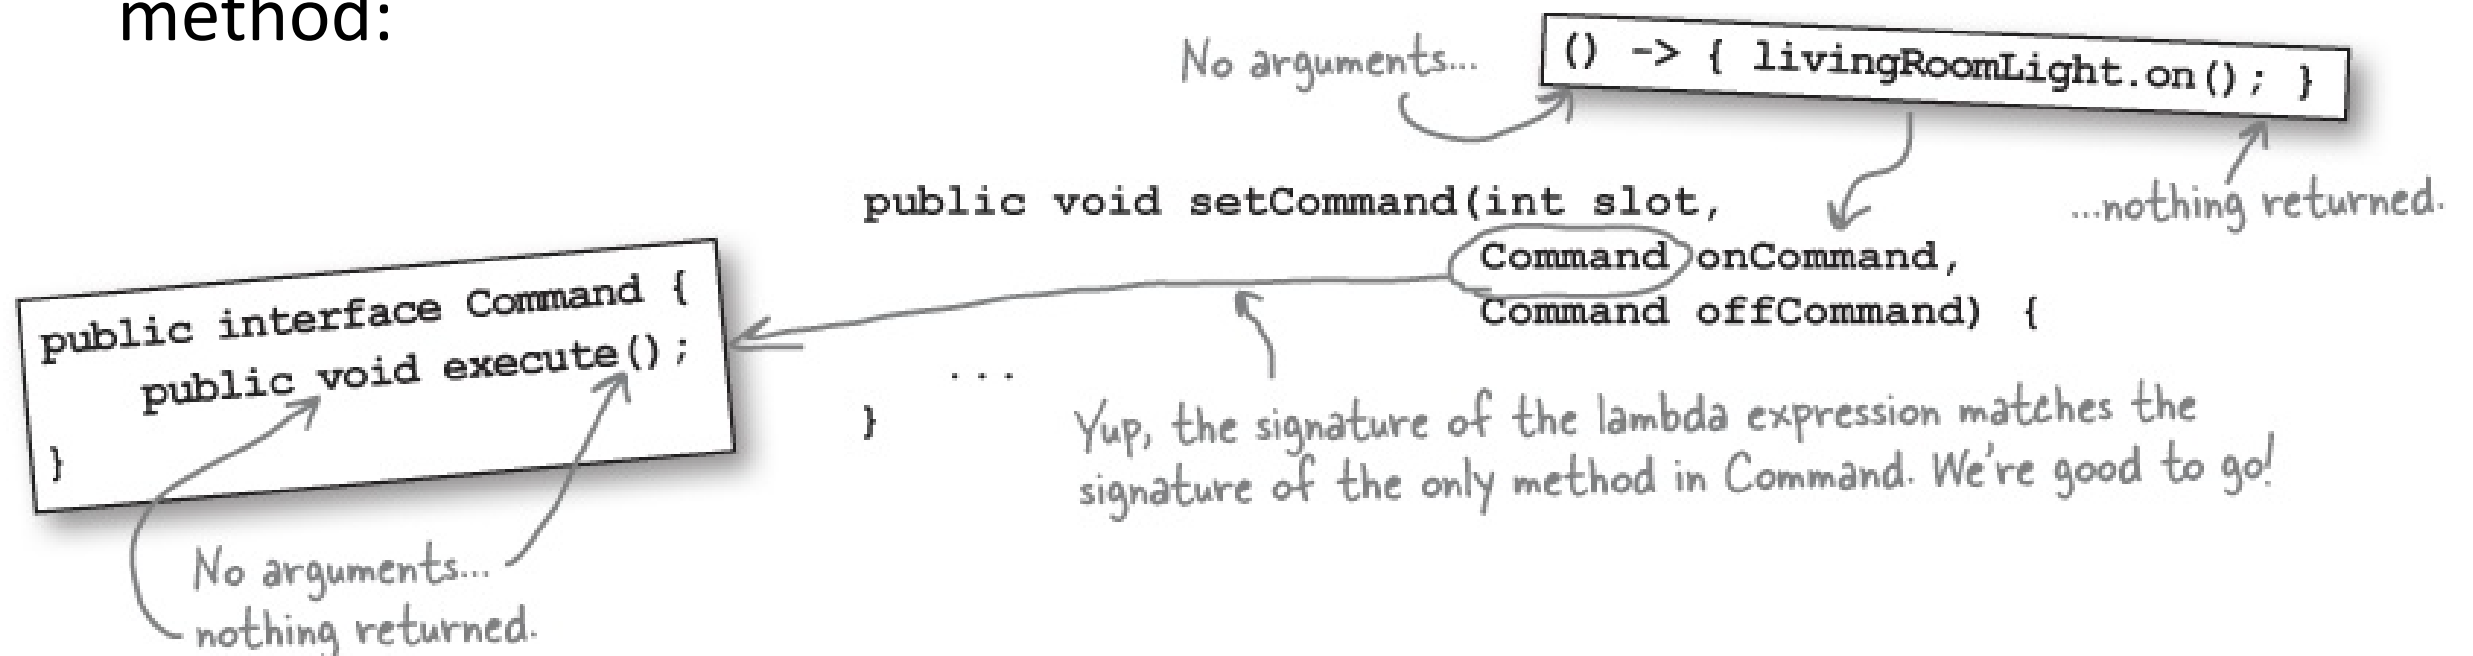 method:
No arguments...
() -> { livingRoomLight.on(); }
...nothing returned.
public void setCommand(int slot,
Command onCommand,
Command offCommand) {
...
}
public interface Command {
public void execute();
}
Yup, the signature of the lambda expression matches the
signature of the only method in Command. We're good to go!
No arguments...
nothing returned.